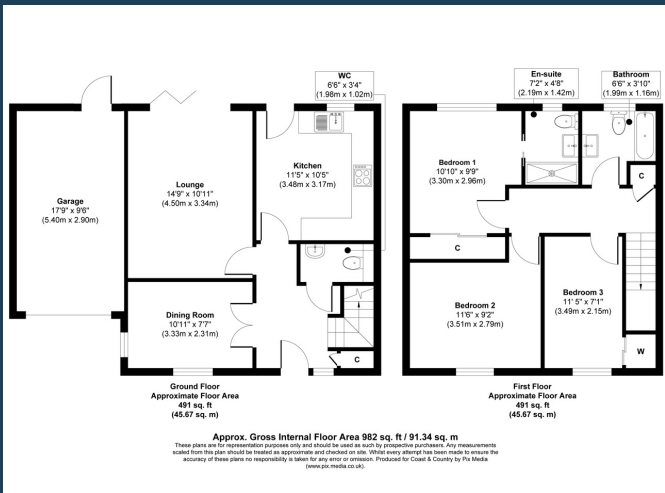 WC
6'6" x 3'4"
(1.98m x 1.02m)
En-suite
7'2" x 4'8"
(2.19m x 1.42m)
Bathroom
6'6" x 3'10"
(1.99m x 1.16m)
Garage
17'9" x 9'6"
(5.40m x 2.90m)
Lounge
14'9" x 10'11"
(4.50m x 3.34m)
Kitchen
11'5" x 10'5"
(3.48m x 3.17m)
Dining Room
10'11" x 7'7"
(3.33m x 2.31m)
C
Ground Floor
Approximate Floor Area
491 sq. ft
(45.67 sq. m)
Bedroom 1
10'10" x 9'9"
(3.30m x 2.96m)
C
C
Bedroom 2
11'6" x 9'2"
(3.51m x 2.79m)
Bedroom 3
11' 5" x 7'1"
(3.49m x 2.15m)
W
First Floor
Approximate Floor Area
491 sq. ft
(45.67 sq. m)
Approx. Gross Internal Floor Area 982 sq. ft / 91.34 sq. m
These plans are for representation purposes only and should be used as such by prospective purchasers. Any measurements
scaled from this plan should be treated as approximate and checked on site. Whilst every attempt has been made to ensure the
accuracy of these plans no responsibility is taken for any error or omission. Produced for Coast & Country by Pix Media
(www.pix.media.co.uk).